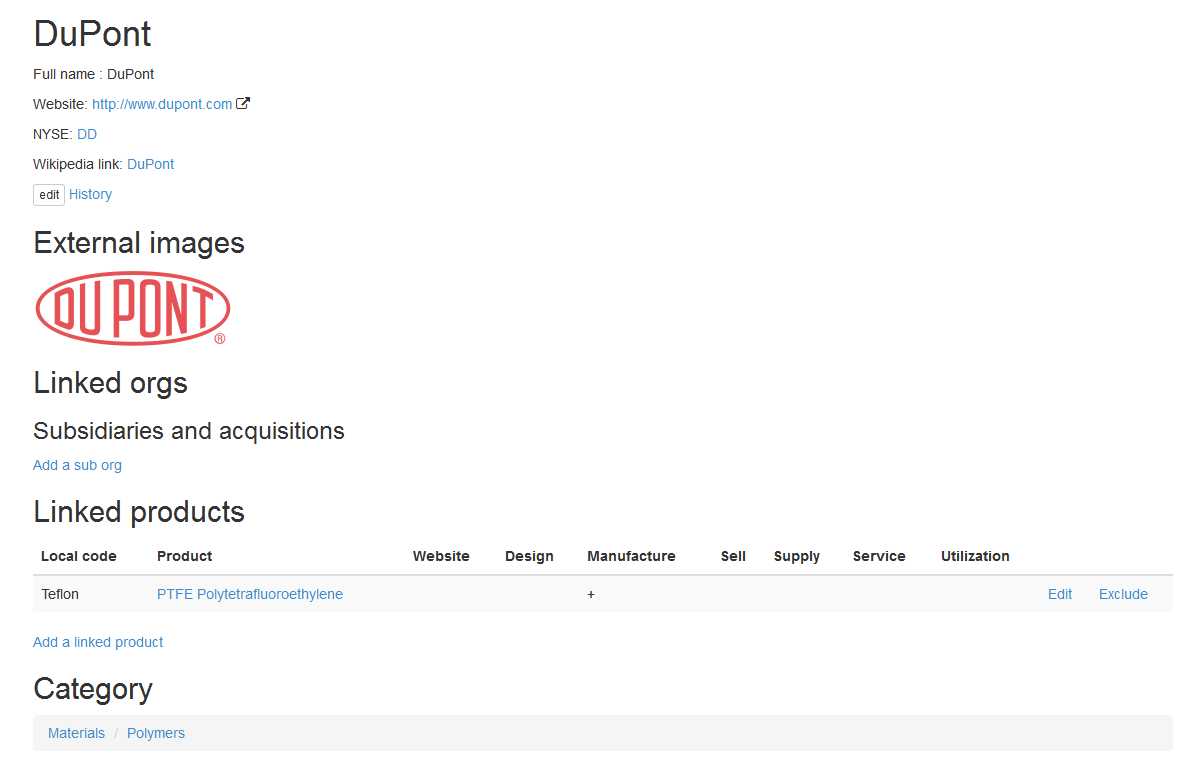 DuPont
Full name : DuPont
Website: http://www.dupont.com
NYSE: DD
Wikipedia link: DuPont
edit History
External images
DUPONT
®
Linked orgs
Subsidiaries and acquisitions
Add a sub org
Linked products
Local code Product Website Design Manufacture Sell Supply Service Utilization
Teflon PTFE Polytetrafluoroethylene + Edit Exclude
Add a linked product
Category
Materials / Polymers